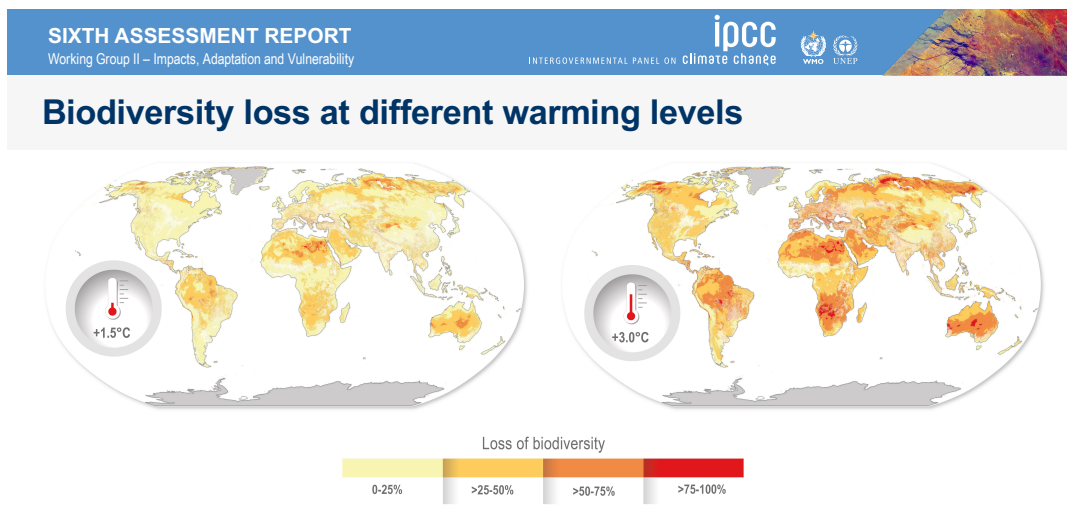 SIXTH ASSESSMENT REPORT
Working Group II – Impacts, Adaptation and Vulnerability
ipcc
INTERGOVERNMENTAL PANEL ON climate change
WMO UNEP
Biodiversity loss at different warming levels
+1.5°C
+3.0°C
Loss of biodiversity
0-25% >25-50% >50-75% >75-100%